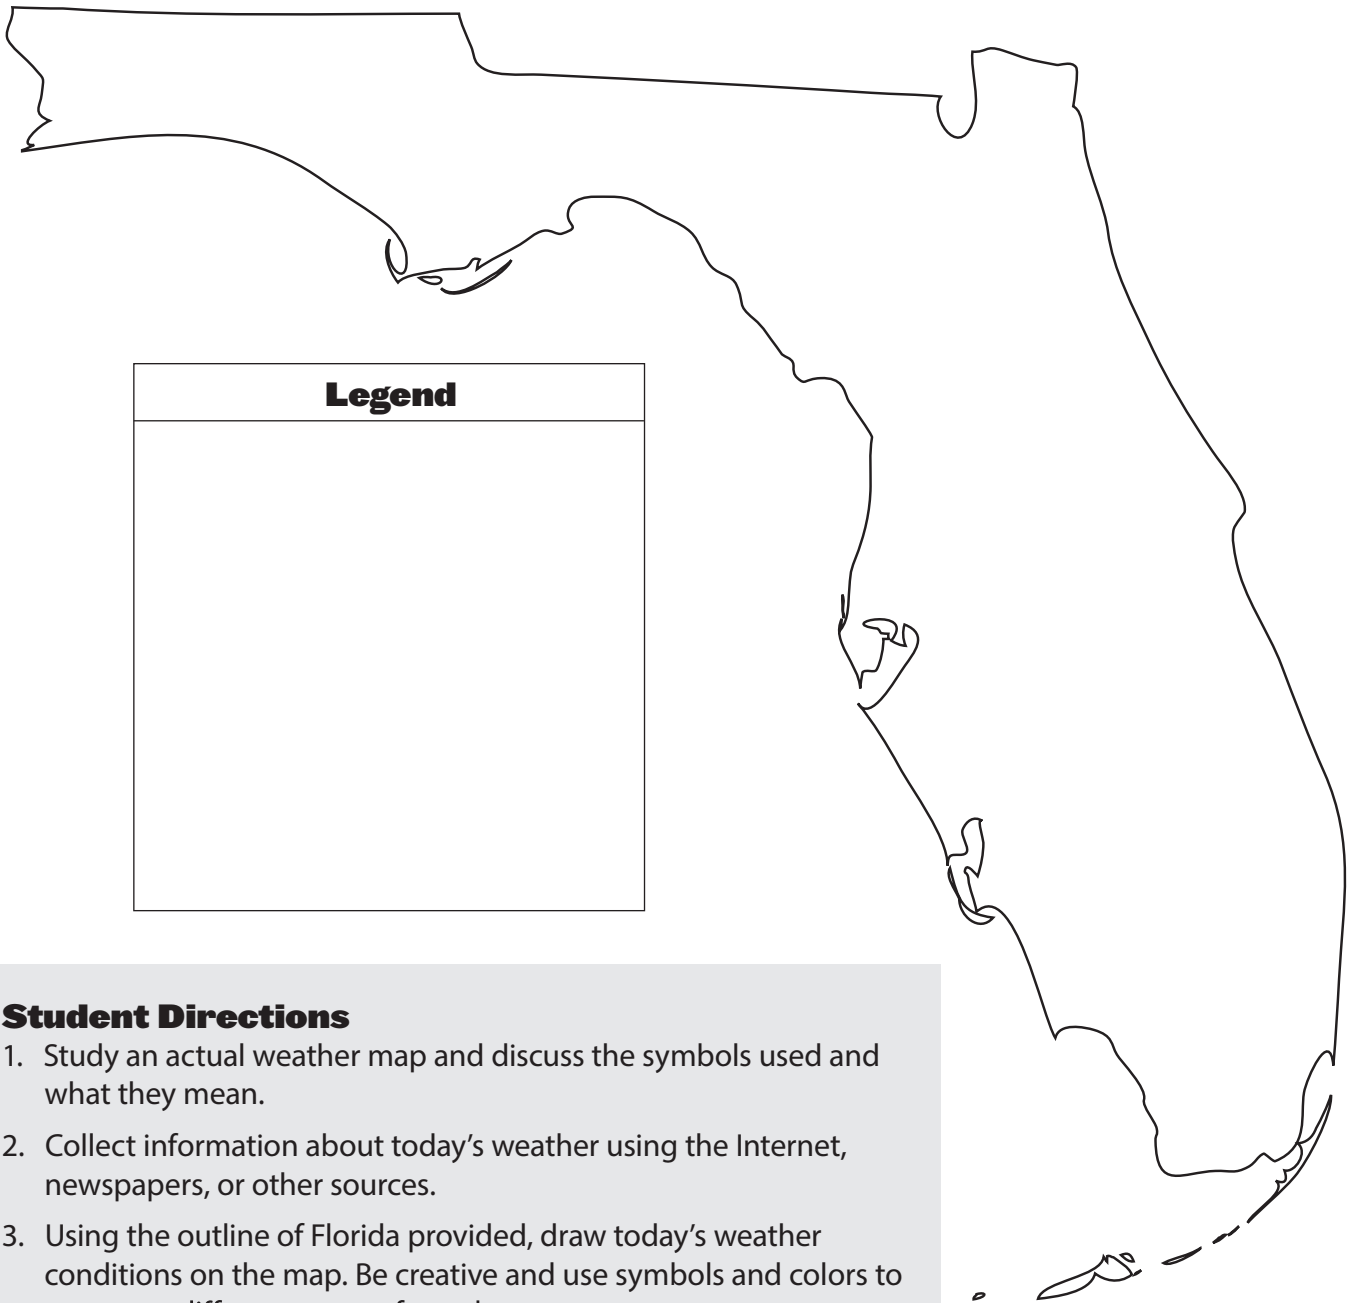 Legend
Student Directions
1. Study an actual weather map and discuss the symbols used and
what they mean.
2. Collect information about today’s weather using the Internet,
newspapers, or other sources.
3. Using the outline of Florida provided, draw today’s weather
conditions on the map. Be creative and use symbols and colors to